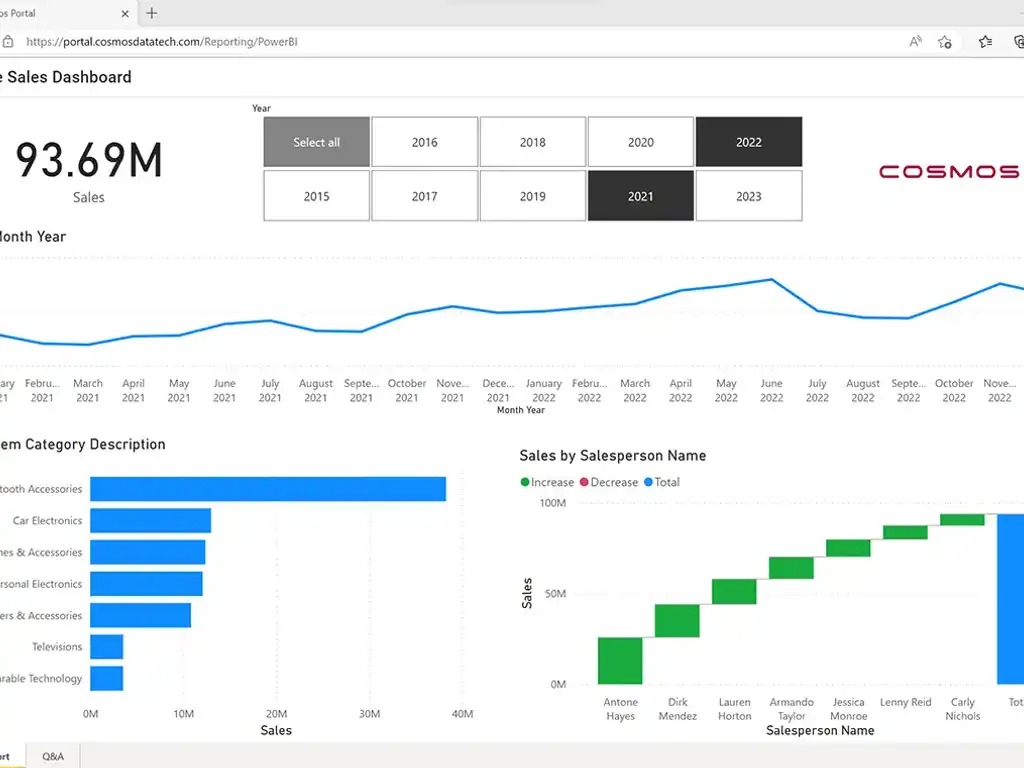 os Portal
https://portal.cosmosdatatech.com/Reporting/PowerBI
e Sales Dashboard
Year
Select all 2016 2018 2020 2022
2015 2017 2019 2021 2023
93.69M
Sales
COSMOS
Month Year
ary Febru... March April May June July August Septe... October Nove... Dece... January Febru... March April May June July August Septe... October Nove...
21 2021 2021 2021 2021 2021 2021 2021 2021 2021 2021 2021 2022 2022 2022 2022 2022 2022 2022 2022 2022 2022 2022
Month Year
em Category Description
tooth Accessories
Car Electronics
nes & Accessories
rsonal Electronics
ers & Accessories
Televisions
rable Technology
0M 10M 20M 30M 40M
Sales
Sales by Salesperson Name
Increase Decrease Total
100M
50M
0M
Sales
Antone Dirk Lauren Armando Jessica Lenny Reid Carly Tot
Hayes Mendez Horton Taylor Monroe Nichols
Salesperson Name
ort Q&A